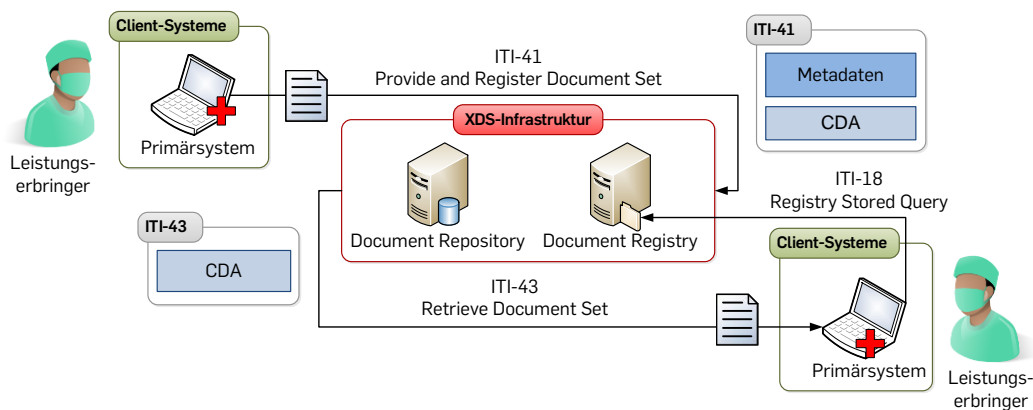 Client-Systeme
Primärsystem
Leistungs-
erbringer
ITI-41
Provide and Register Document Set
ITI-41
Metadaten
CDA
XDS-Infrastruktur
Document Repository
Document Registry
ITI-18
Registry Stored Query
ITI-43
CDA
ITI-43
Retrieve Document Set
Client-Systeme
Primärsystem
Leistungs-
erbringer